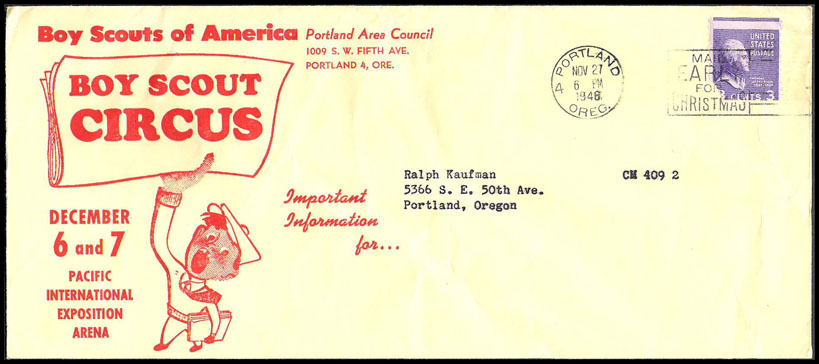 Boy Scouts of America Portland Area Council
1009 S. W. FIFTH AVE.
PORTLAND 4, ORE.
BOY SCOUT
CIRCUS
DECEMBER
6 and 7
PACIFIC
INTERNATIONAL
EXPOSITION
ARENA
Important
Information
for...
PORTLAND
4
NOV 27
6 PM
1948
OREG.
MAIL
EARLY
FOR
CHRISTMAS
UNITED
STATES
POSTAGE
3
Ralph Kaufman CM 409 2
5366 S. E. 50th Ave.
Portland, Oregon